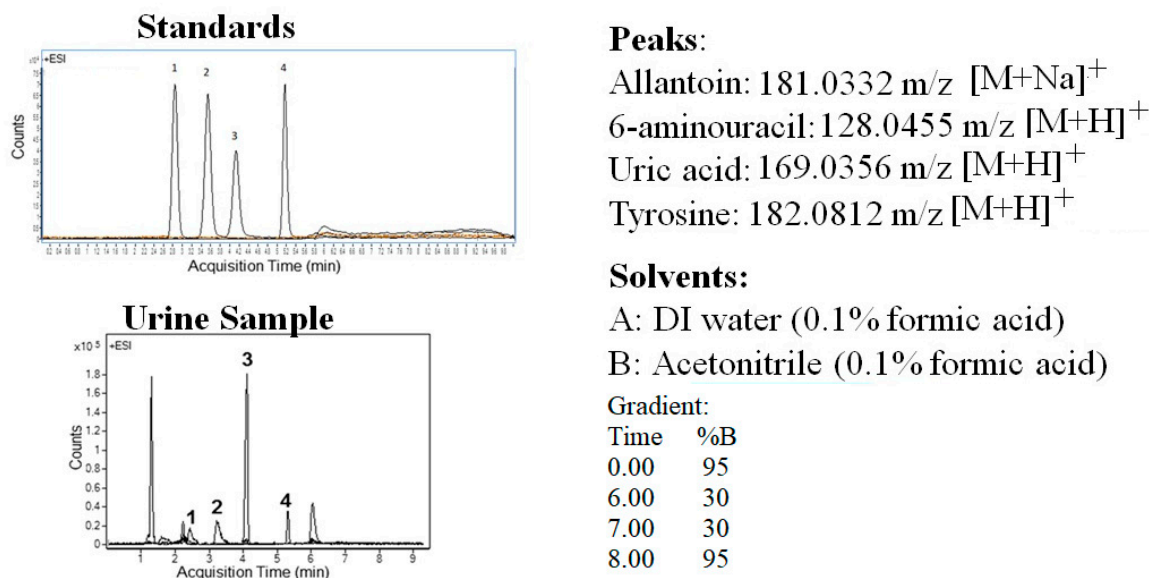 Standards
+ESI
1
2
3
4
Counts
Acquisition Time (min)
Urine Sample
x10 5
+ESI
3
1.8
1.6
1.4
1.2
1
0.8
0.6
0.4
0.2
0
1
2
4
Counts
1 2 3 4 5 6 7 8 9
Acquisition Time (min)
Peaks:
Allantoin: 181.0332 m/z [M+Na]+
6-aminouracil: 128.0455 m/z [M+H]+
Uric acid: 169.0356 m/z [M+H]+
Tyrosine: 182.0812 m/z [M+H]+
Solvents:
A: DI water (0.1% formic acid)
B: Acetonitrile (0.1% formic acid)
Gradient:
Time %B
0.00 95
6.00 30
7.00 30
8.00 95